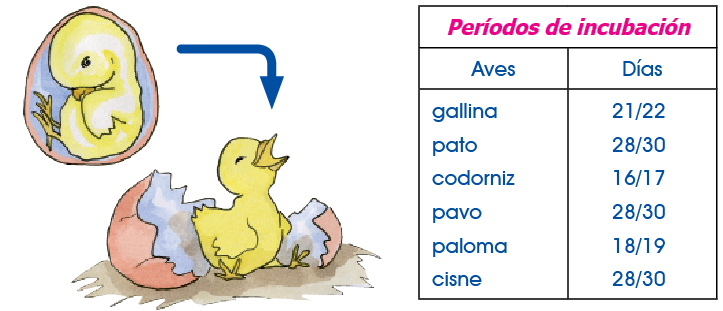 Períodos de incubación
Aves Días
gallina 21/22
pato 28/30
codorniz 16/17
pavo 28/30
paloma 18/19
cisne 28/30